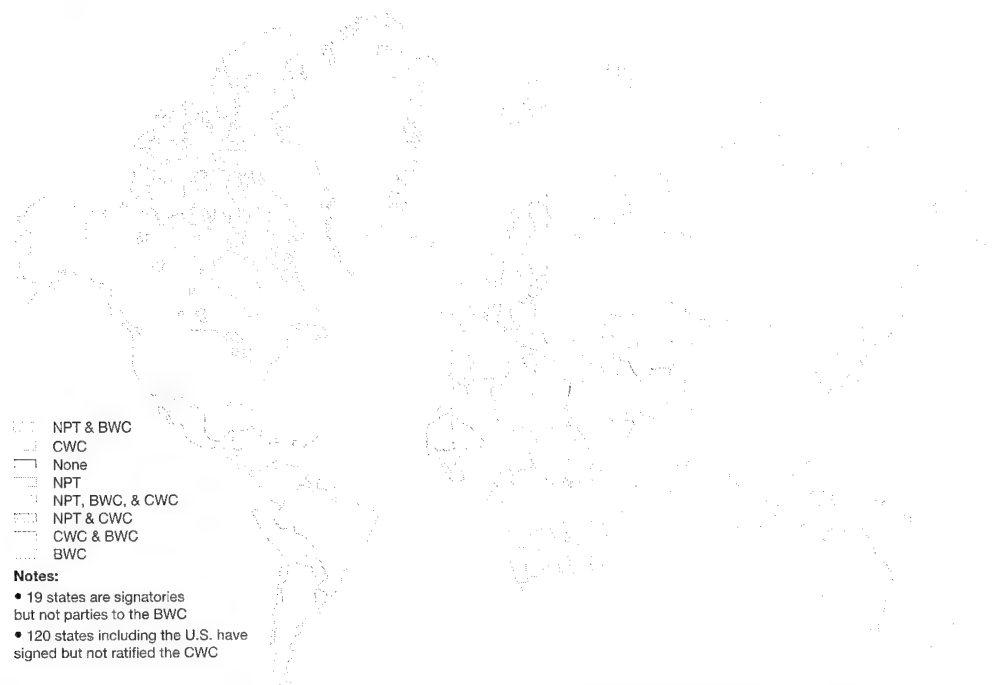 NPT & BWC
CWC
None
NPT
NPT, BWC, & CWC
NPT & CWC
CWC & BWC
BWC
Notes:
• 19 states are signatories
but not parties to the BWC
• 120 states including the U.S. have
signed but not ratified the CWC